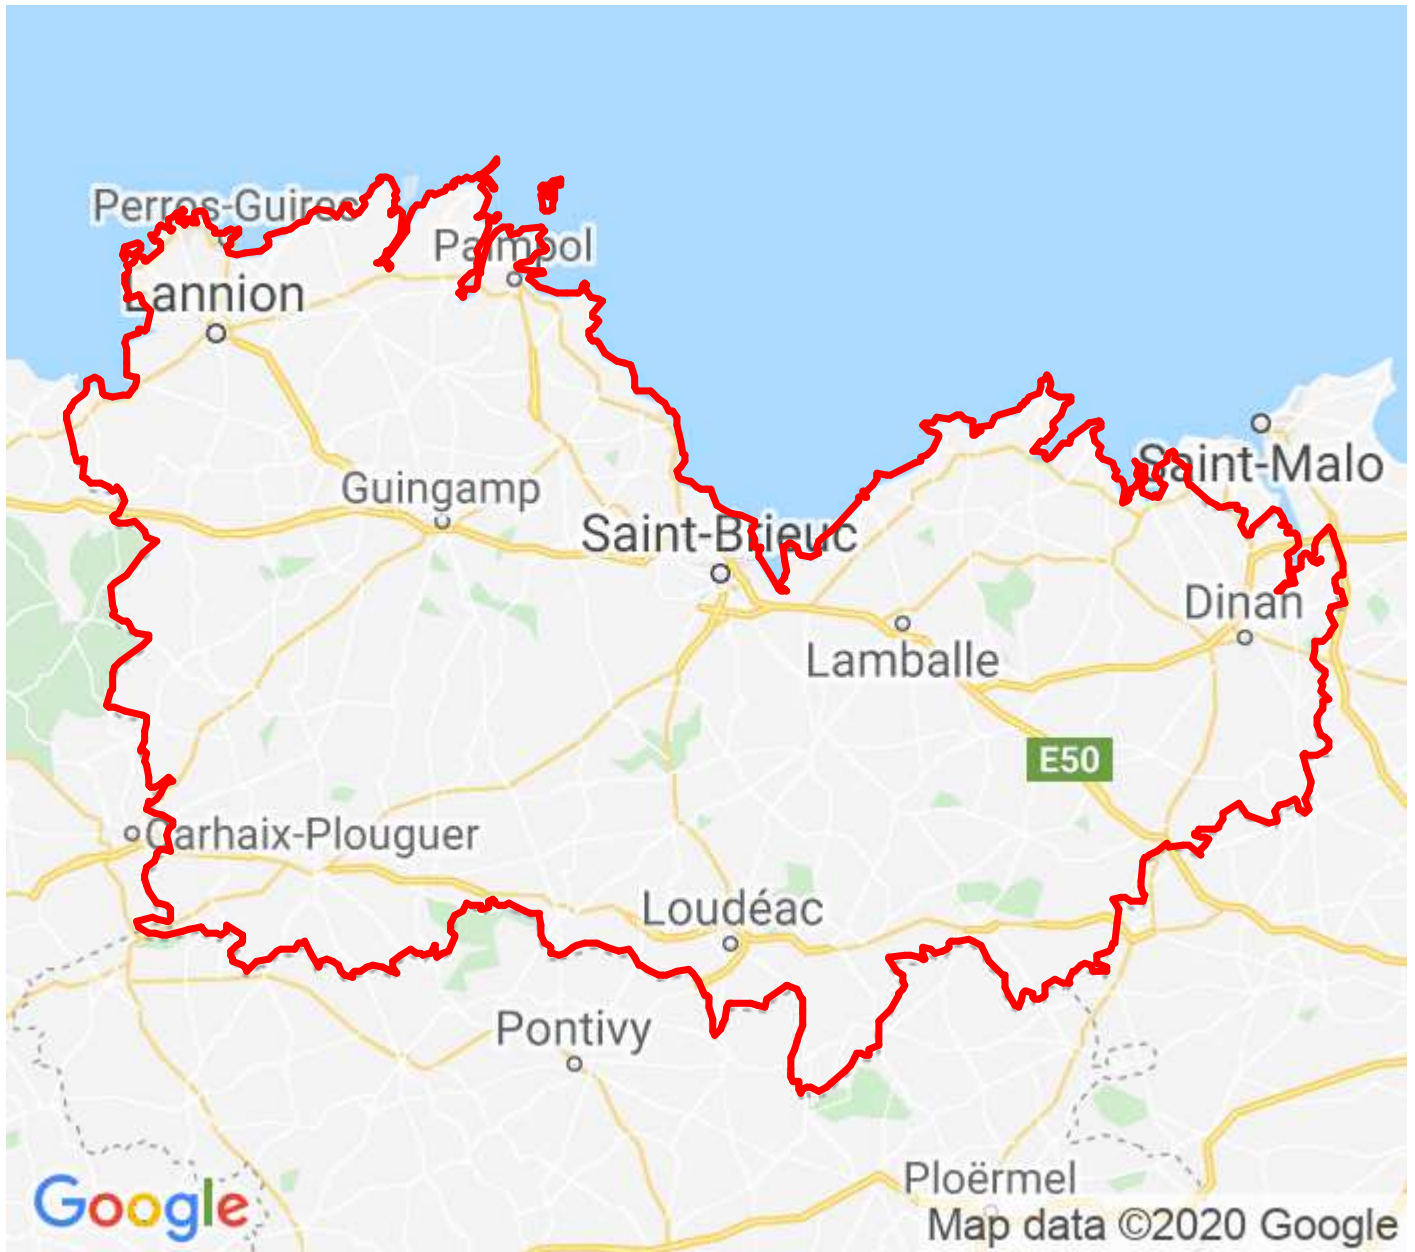 Perros-Guirec
Paimpol
Lannion
Saint-Malo
Guingamp
Saint-Brieuc
Dinan
Lamballe
E50
Carhaix-Plouguer
Loudéac
Pontivy
Ploërmel
Google
Map data ©2020 Google